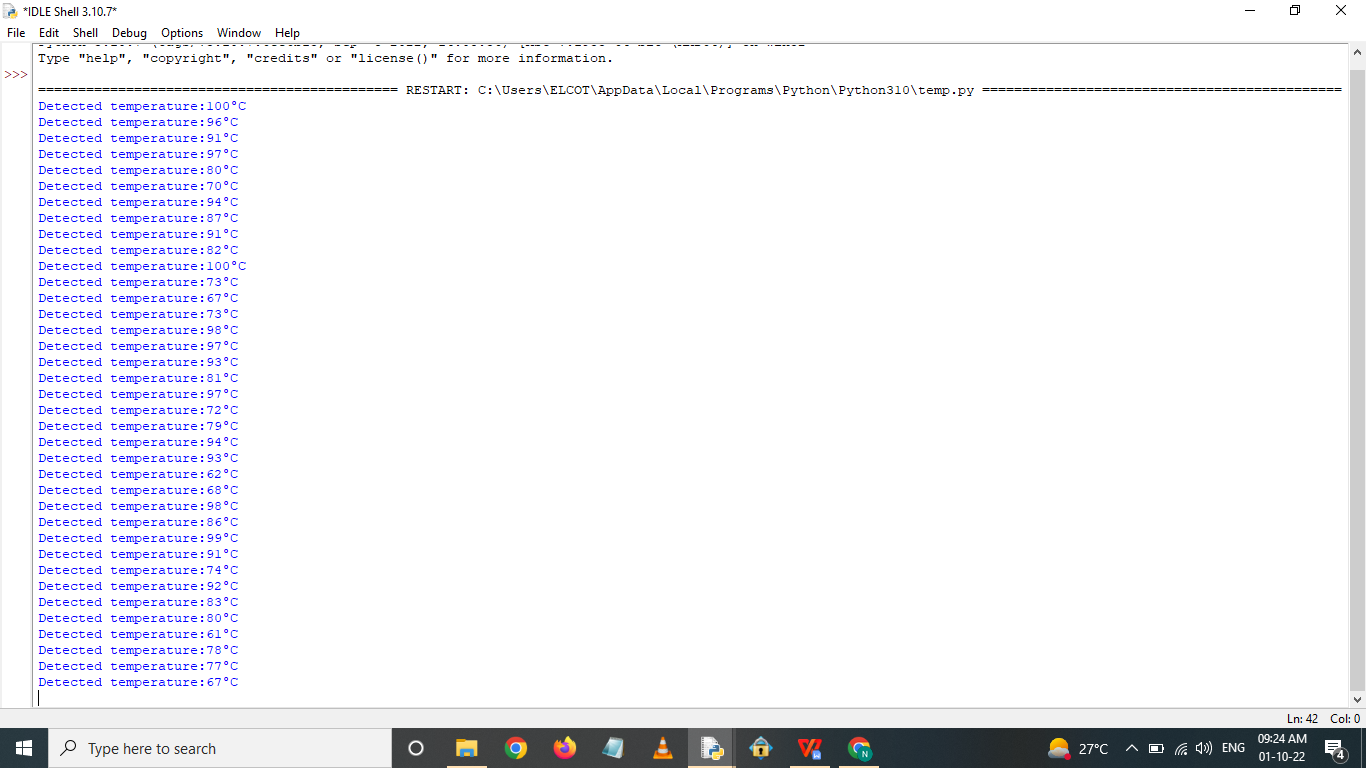 *IDLE Shell 3.10.7*
File Edit Shell Debug Options Window Help
Type "help", "copyright", "credits" or "license()" for more information.
>>>
============================================= RESTART: C:\Users\ELCOT\AppData\Local\Programs\Python\Python310\temp.py =============================================
Detected temperature:100°C
Detected temperature:96°C
Detected temperature:91°C
Detected temperature:97°C
Detected temperature:80°C
Detected temperature:70°C
Detected temperature:94°C
Detected temperature:87°C
Detected temperature:91°C
Detected temperature:82°C
Detected temperature:100°C
Detected temperature:73°C
Detected temperature:67°C
Detected temperature:73°C
Detected temperature:98°C
Detected temperature:97°C
Detected temperature:93°C
Detected temperature:81°C
Detected temperature:97°C
Detected temperature:72°C
Detected temperature:79°C
Detected temperature:94°C
Detected temperature:93°C
Detected temperature:62°C
Detected temperature:68°C
Detected temperature:98°C
Detected temperature:86°C
Detected temperature:99°C
Detected temperature:91°C
Detected temperature:74°C
Detected temperature:92°C
Detected temperature:83°C
Detected temperature:80°C
Detected temperature:61°C
Detected temperature:78°C
Detected temperature:77°C
Detected temperature:67°C
Ln: 42 Col: 0
Type here to search
27°C
ENG
09:24 AM
01-10-22
4